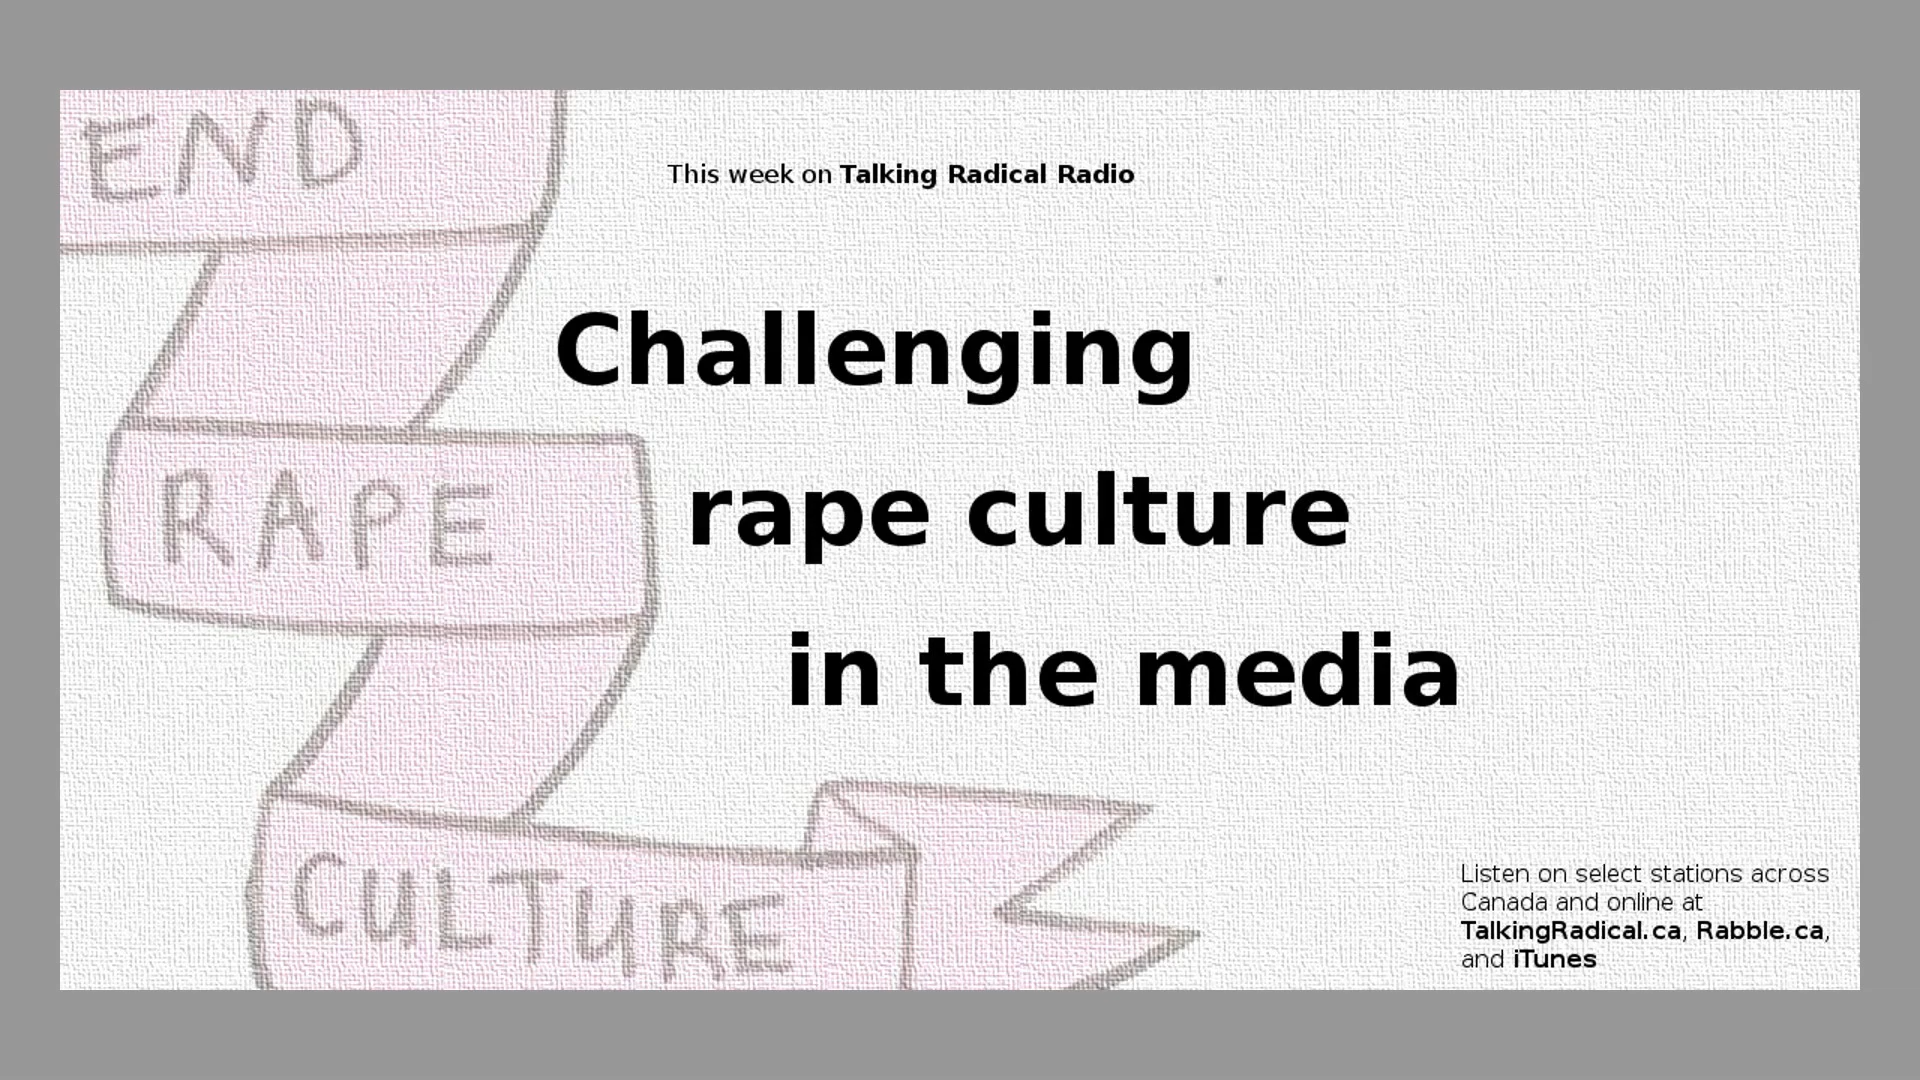 END
RAPE
CULTURE
This week on Talking Radical Radio
Challenging
rape culture
in the media
Listen on select stations across
Canada and online at
TalkingRadical.ca, Rabble.ca,
and iTunes